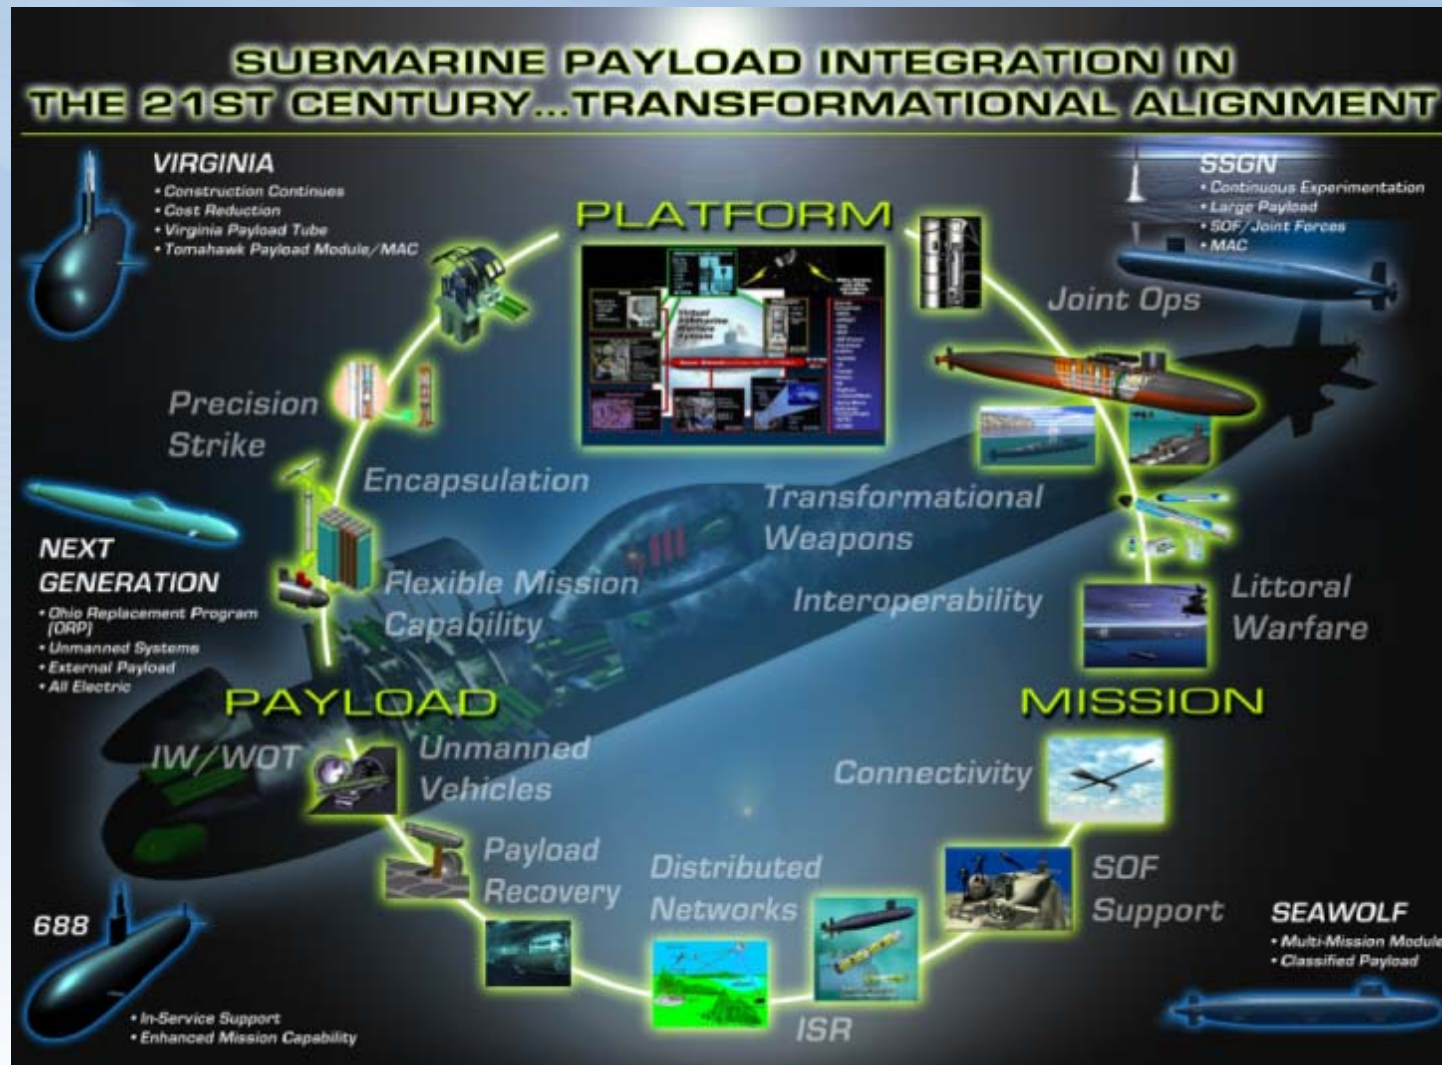 SUBMARINE PAYLOAD INTEGRATION IN
THE 21ST CENTURY...TRANSFORMATIONAL ALIGNMENT
VIRGINIA
• Construction Continues
• Cost Reduction
• Virginia Payload Tube
• Tomahawk Payload Module/MAC
SSGN
• Continuous Experimentation
• Large Payload
• SOF/Joint Forces
• MAC
PLATFORM
Virtual
Submarine
Warfare
System
Joint Ops
Precision
Strike
Encapsulation
Transformational
Weapons
NEXT
GENERATION
• Ohio Replacement Program
(ORP)
• Unmanned Systems
• External Payload
• All Electric
Flexible Mission
Capability
Interoperability
Littoral
Warfare
PAYLOAD
MISSION
IW/WOT
Unmanned
Vehicles
Connectivity
Payload
Recovery
Distributed
Networks
SOF
Support
688
• In-Service Support
• Enhanced Mission Capability
ISR
SEAWOLF
• Multi-Mission Module
• Classified Payload